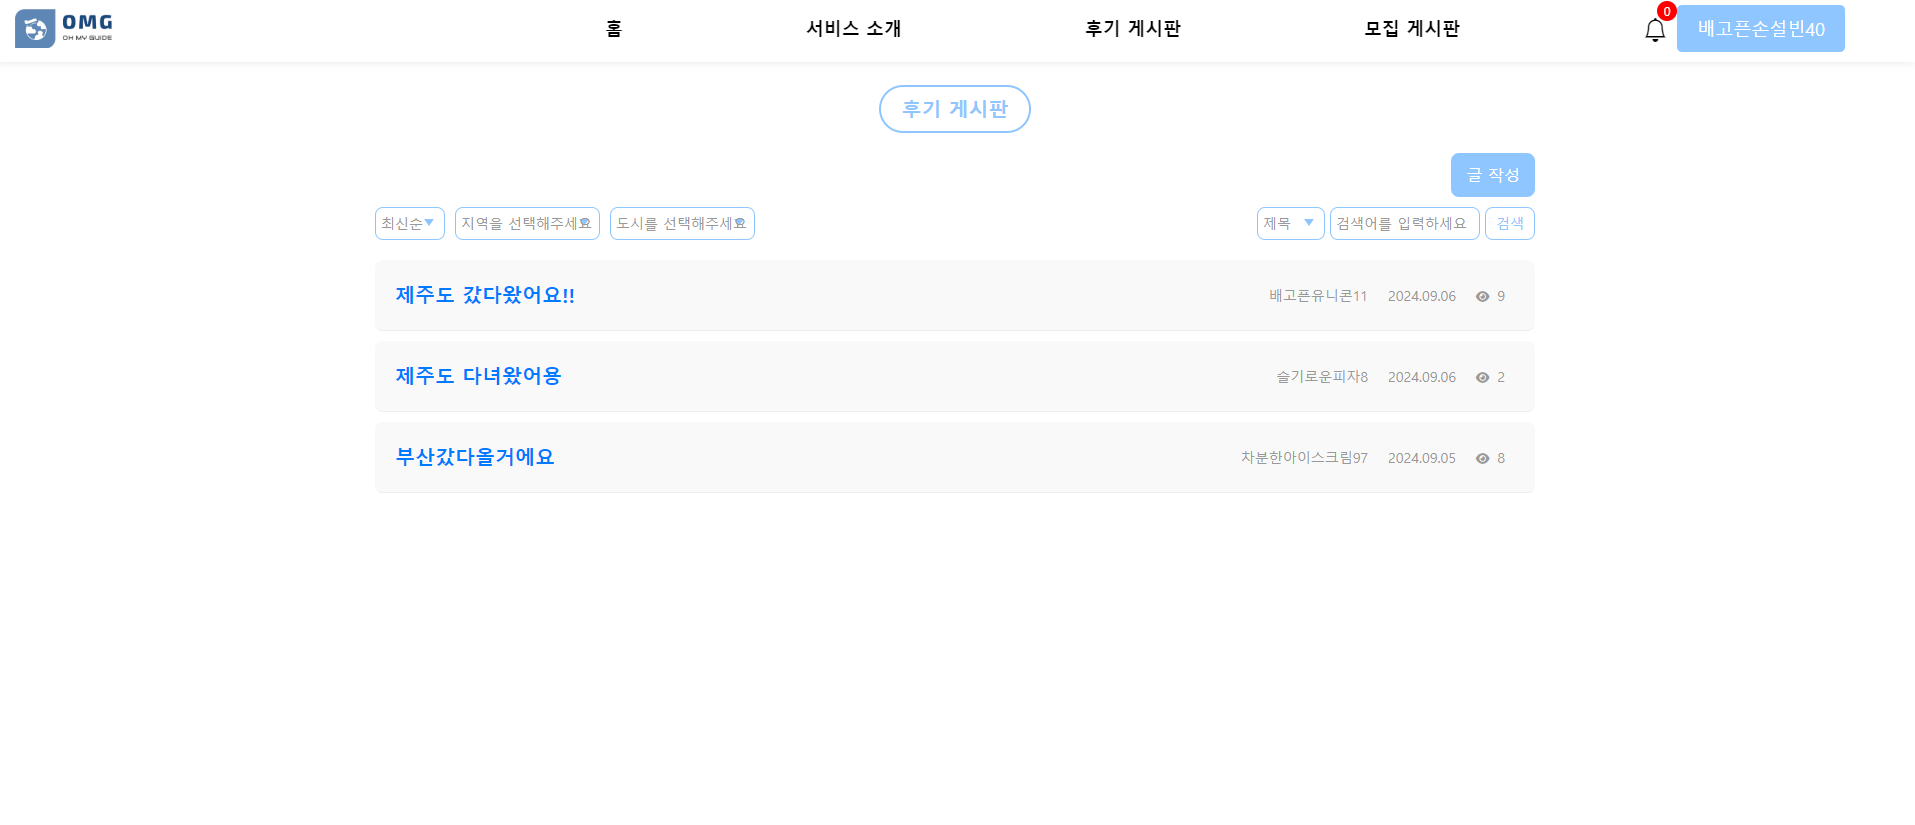 OMG
OH MY GUIDE
홈
서비스 소개
후기 게시판
모집 게시판
0
배고픈손설빈40
후기 게시판
글 작성
최신순
지역을 선택해주세요
도시를 선택해주세요
제목
검색어를 입력하세요
검색
제주도 갔다왔어요!! 배고픈유니콘11 2024.09.06 9
제주도 다녀왔어용 슬기로운피자8 2024.09.06 2
부산갔다올거에요 차분한아이스크림97 2024.09.05 8